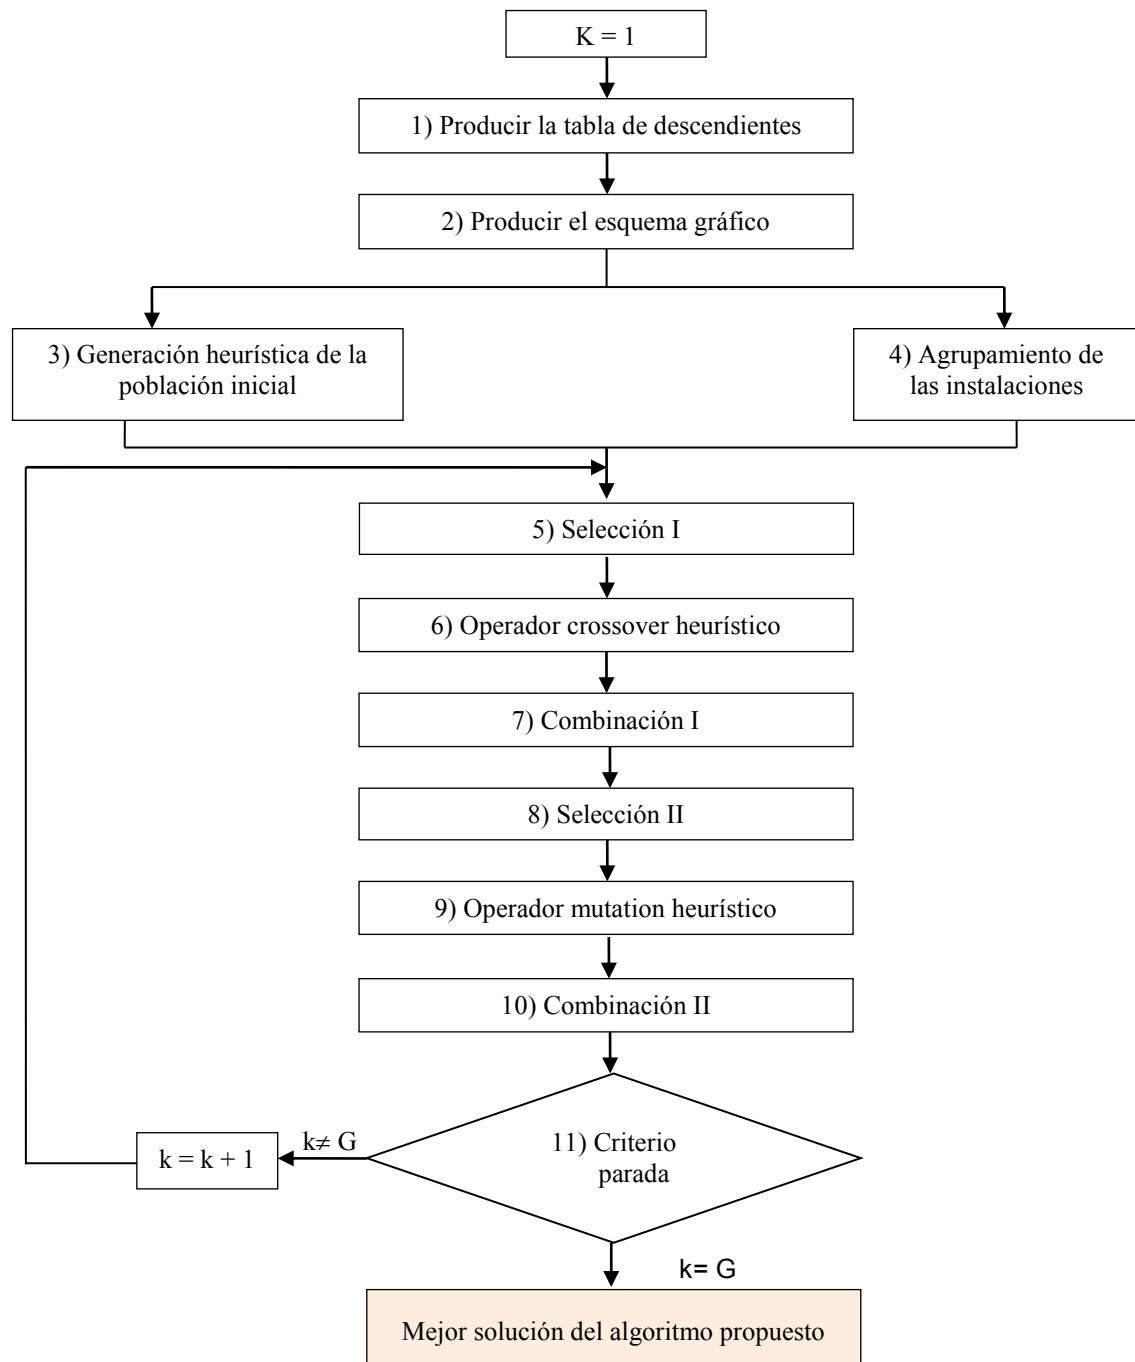 K = 1
1) Producir la tabla de descendientes
2) Producir el esquema gráfico
3) Generación heurística de la
población inicial
4) Agrupamiento de
las instalaciones
5) Selección I
6) Operador crossover heurístico
7) Combinación I
8) Selección II
9) Operador mutation heurístico
10) Combinación II
11) Criterio
parada
k≠ G
k = k + 1
k= G
Mejor solución del algoritmo propuesto